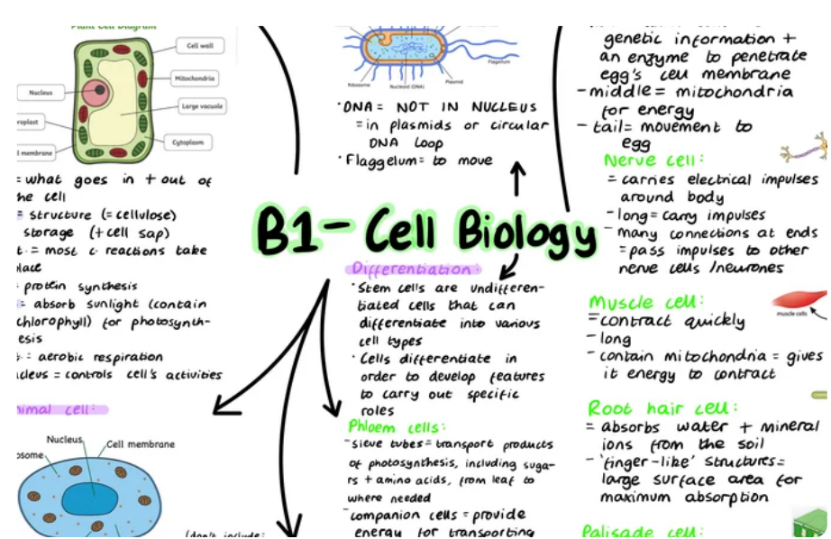 Plant Cell Diagram
Cell wall
Mitochondria
Nucleus
Large vacuole
Cytoplasm
membrane
= what goes in + out of
the cell
= structure (= cellulose)
storage (+ cell sap)
= most c. reactions take
place
protein synthesis
= absorb sunlight (contain
chlorophyll) for photosynth-
esis
= aerobic respiration
= controls cell's activities
cell:
Nucleus
Cell membrane
(don't include:
Ribosome
Nucleoid (DNA)
Plasmid
Flagellum
• DNA = NOT IN NUCLEUS
= in plasmids or circular
DNA loop
• Flaggelum = to move
B1 - Cell Biology
Differentiation:
• Stem cells are undifferen-
tiated cells that can
differentiate into various
cell types
• Cells differentiate in
order to develop features
to carry out specific
roles
Phloem cells:
- sieve tubes = transport products
of photosynthesis, including suga-
rs + amino acids, from leaf to
where needed
- companion cells = provide
energy for transporting
genetic information +
an enzyme to penetrate
egg's cell membrane
- middle = mitochondria
for energy
- tail = movement to
egg
Nerve cell:
= carries electrical impulses
around body
- long = carry impulses
- many connections at ends
= pass impulses to other
nerve cells / neurones
Muscle cell:
= contract quickly
- long
- contain mitochondria = gives
it energy to contract
muscle cells
Root hair cell:
= absorbs water + mineral
ions from the soil
- 'finger-like' structures =
large surface area for
maximum absorption
Palisade cell: